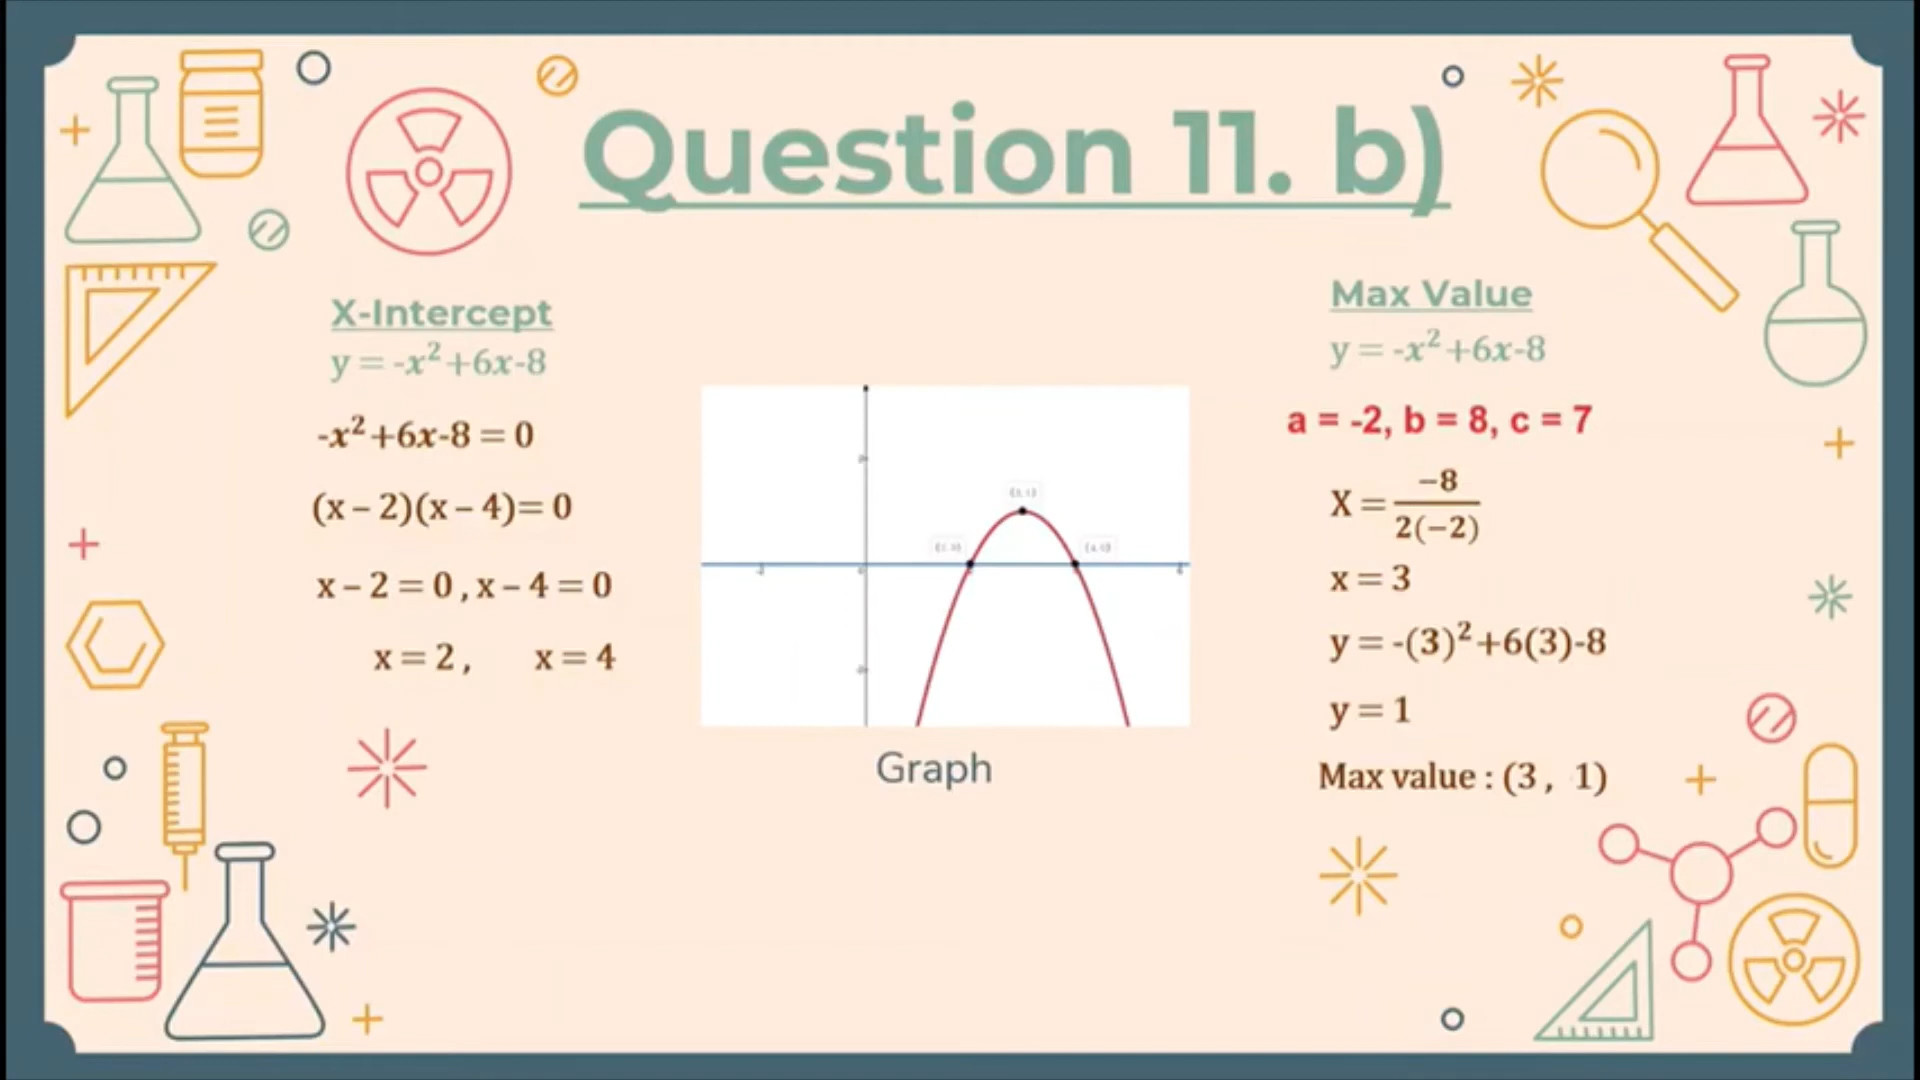 Question 11. b)
X-Intercept
y = -x²+6x-8
-x²+6x-8 = 0
(x – 2)(x – 4)= 0
x – 2 = 0 , x – 4 = 0
x = 2 , x = 4
Graph
Max Value
y = -x²+6x-8
a = -2, b = 8, c = 7
X = −8 / 2(−2)
x = 3
y = -(3)²+6(3)-8
y = 1
Max value : (3 , 1)